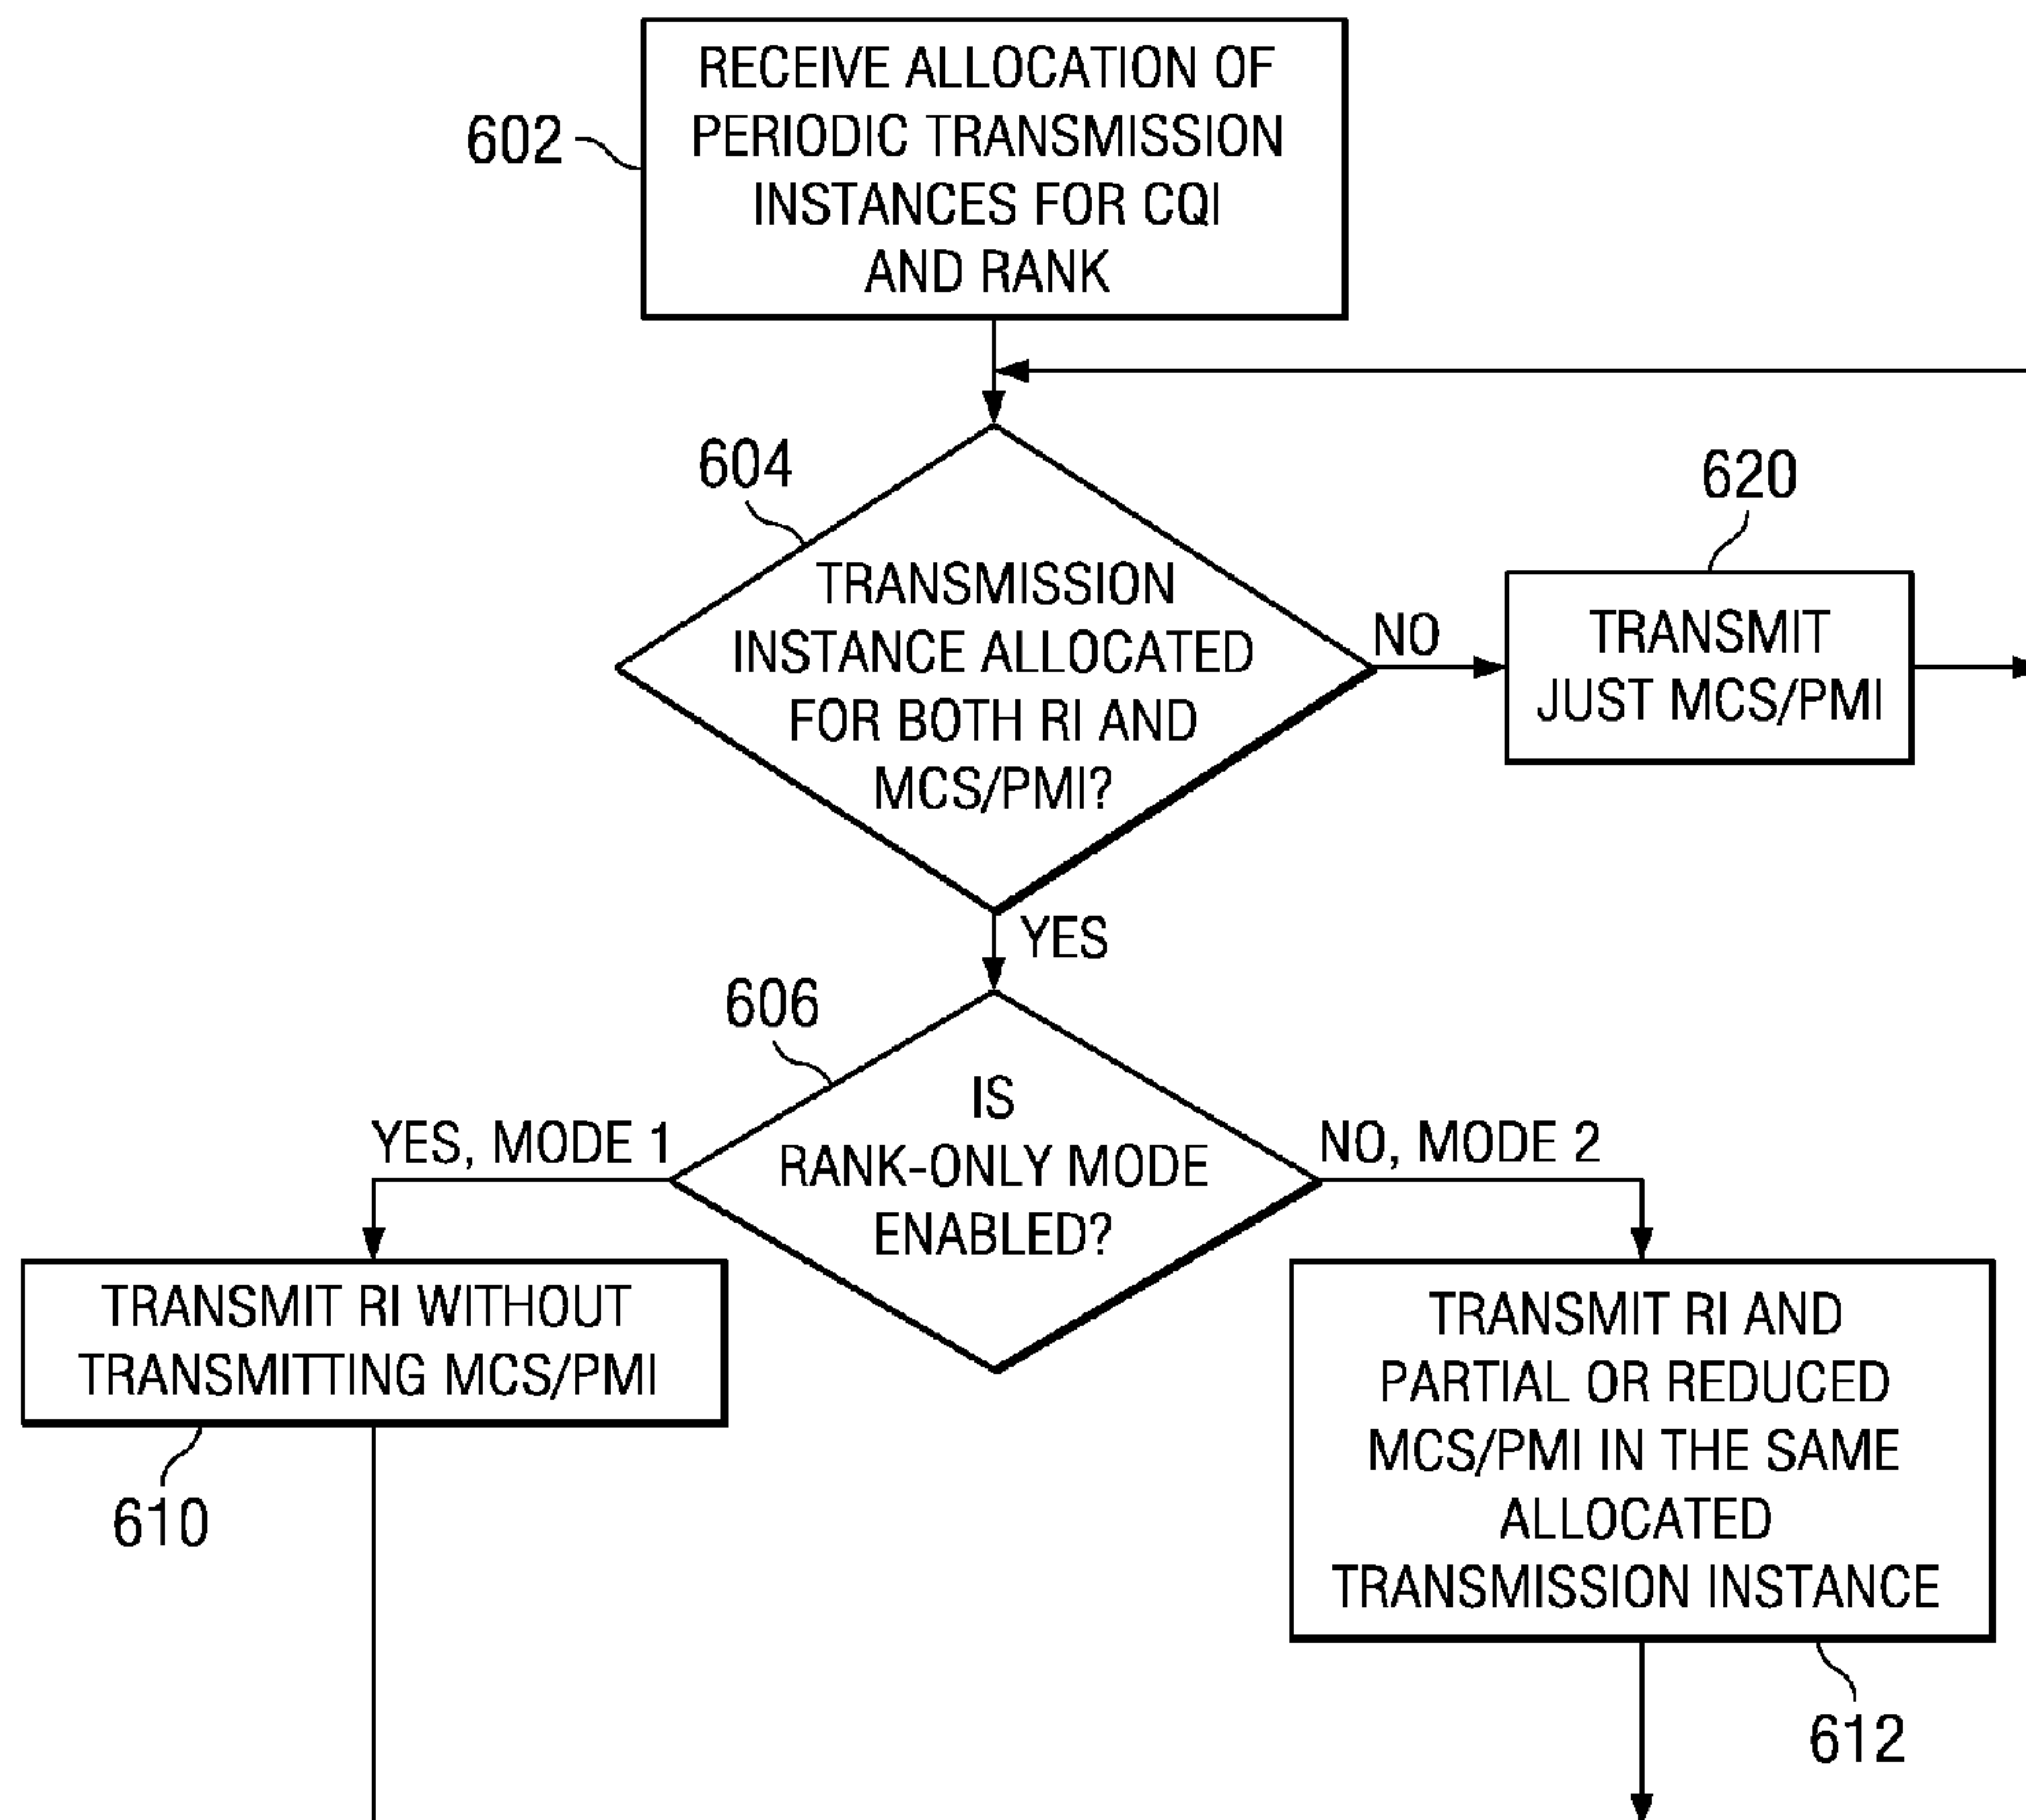 RECEIVE ALLOCATION OF
PERIODIC TRANSMISSION
INSTANCES FOR CQI
AND RANK
602
604
TRANSMISSION
INSTANCE ALLOCATED
FOR BOTH RI AND
MCS/PMI?
NO
620
TRANSMIT
JUST MCS/PMI
YES
606
IS
RANK-ONLY MODE
ENABLED?
YES, MODE 1
NO, MODE 2
TRANSMIT RI WITHOUT
TRANSMITTING MCS/PMI
610
TRANSMIT RI AND
PARTIAL OR REDUCED
MCS/PMI IN THE SAME
ALLOCATED
TRANSMISSION INSTANCE
612